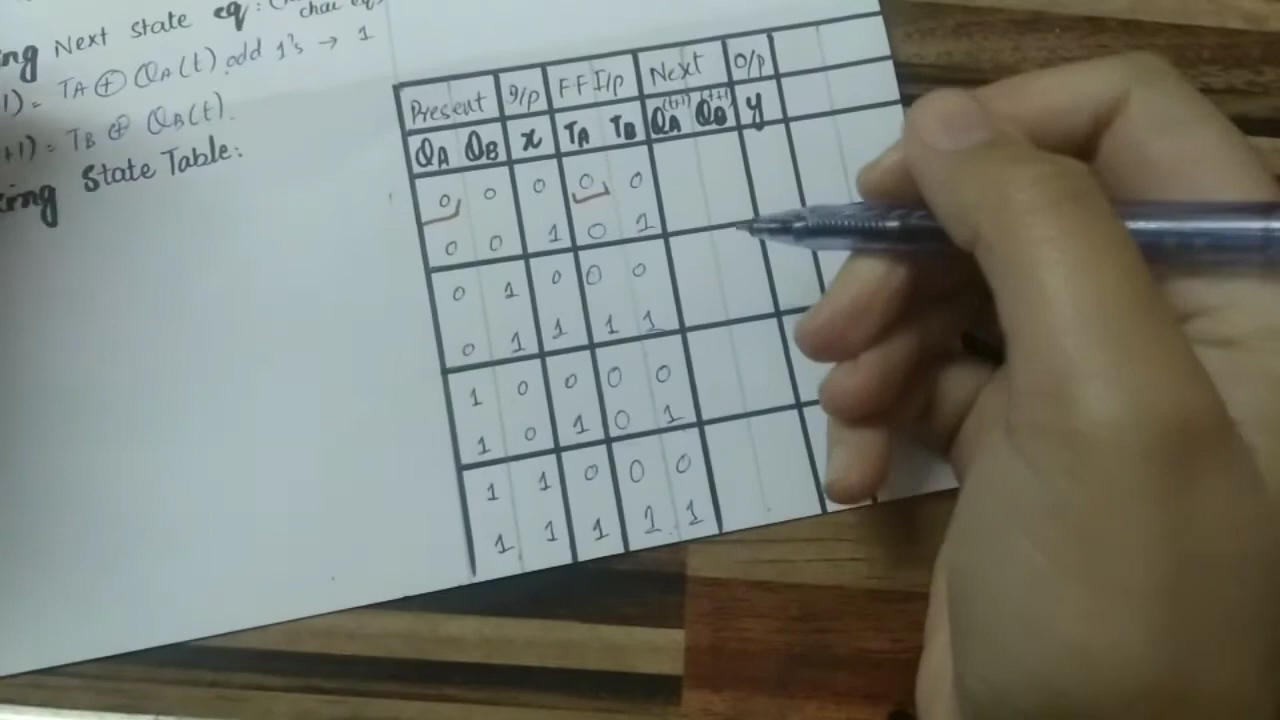 ng Next state eq:
1) = TA ⊕ QA(t). odd 1's → 1
+1) = TB ⊕ QB(t).
State Table:
Present I/p FF I/p Next O/p
QA QB x TA TB QA(t+1) QB(t+1) y
0 0 0 0 0
0 0 1 0 1
0 1 0 0 0
0 1 1 1 1
1 0 0 0 0
1 0 1 0 1
1 1 0 0 0
1 1 1 1 1